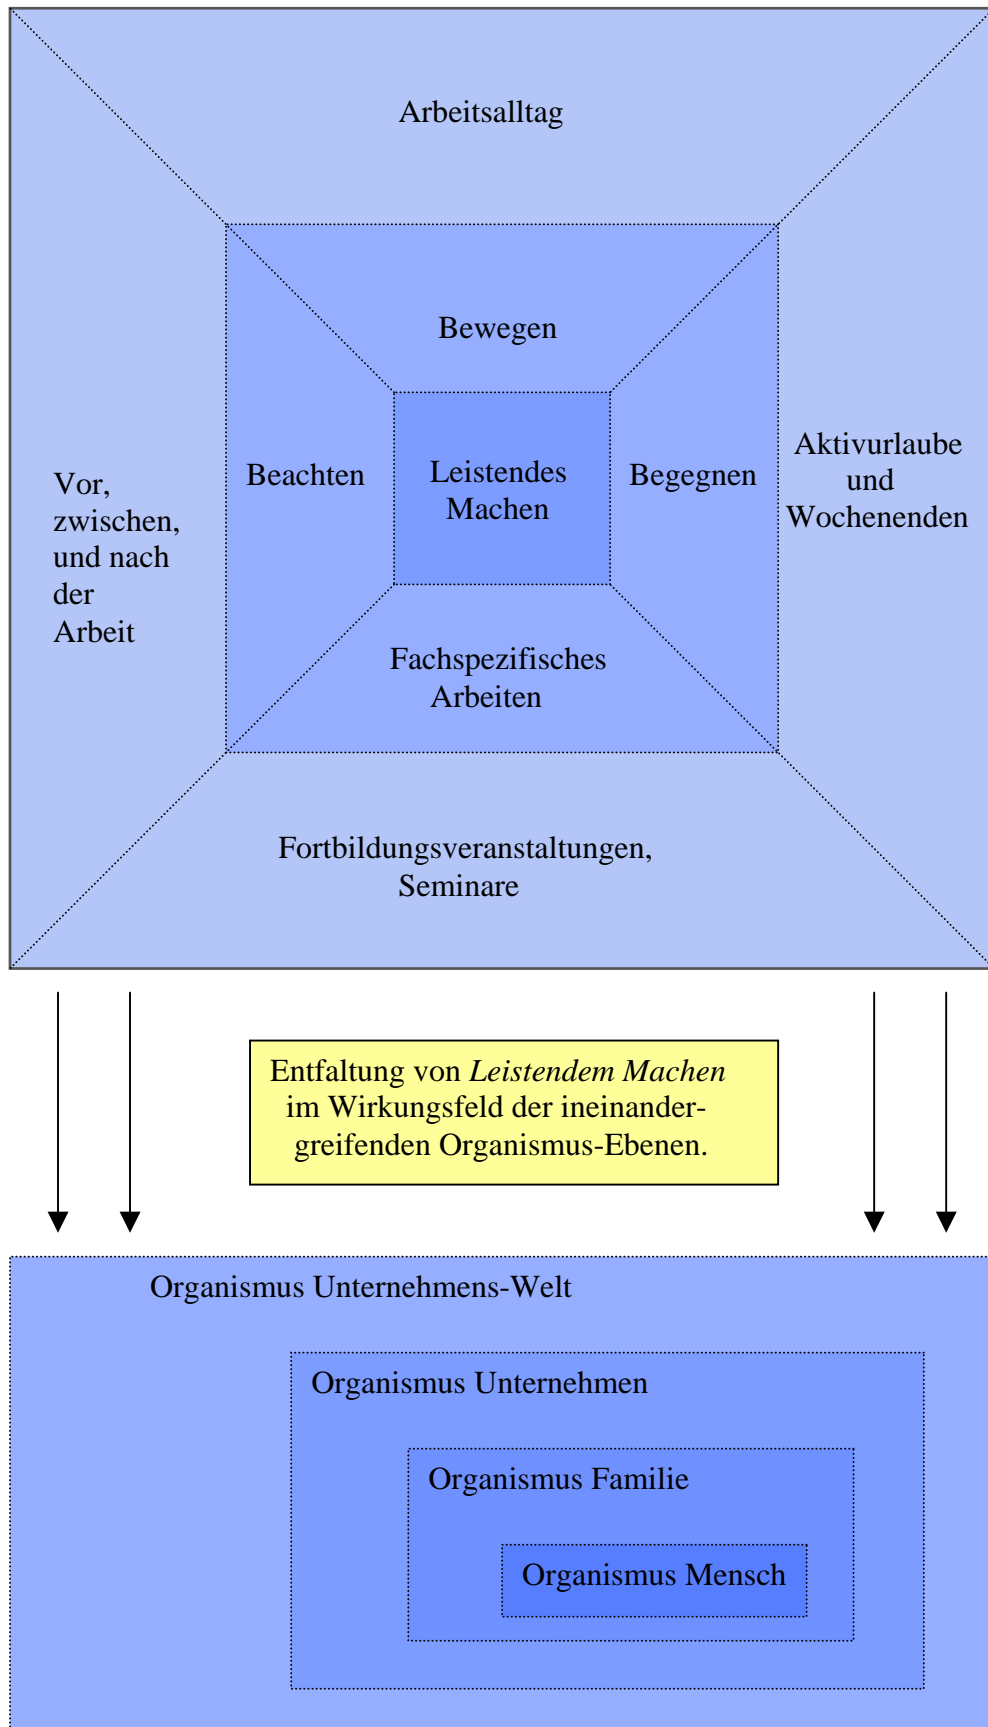 Arbeitsalltag
Bewegen
Beachten
Leistendes
Machen
Begegnen
Aktivurlaube
und
Wochenenden
Vor,
zwischen,
und nach
der
Arbeit
Fachspezifisches
Arbeiten
Fortbildungsveranstaltungen,
Seminare
Entfaltung von Leistendem Machen
im Wirkungsfeld der ineinander-
greifenden Organismus-Ebenen.
Organismus Unternehmens-Welt
Organismus Unternehmen
Organismus Familie
Organismus Mensch